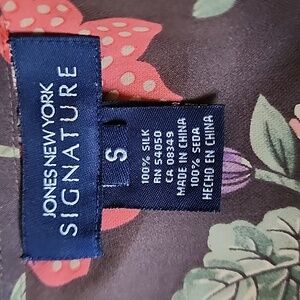 JONES NEW YORK
SIGNATURE
S
100% SILK
RN 54050
CA 08349
MADE IN CHINA
100% SEDA
HECHO EN CHINA